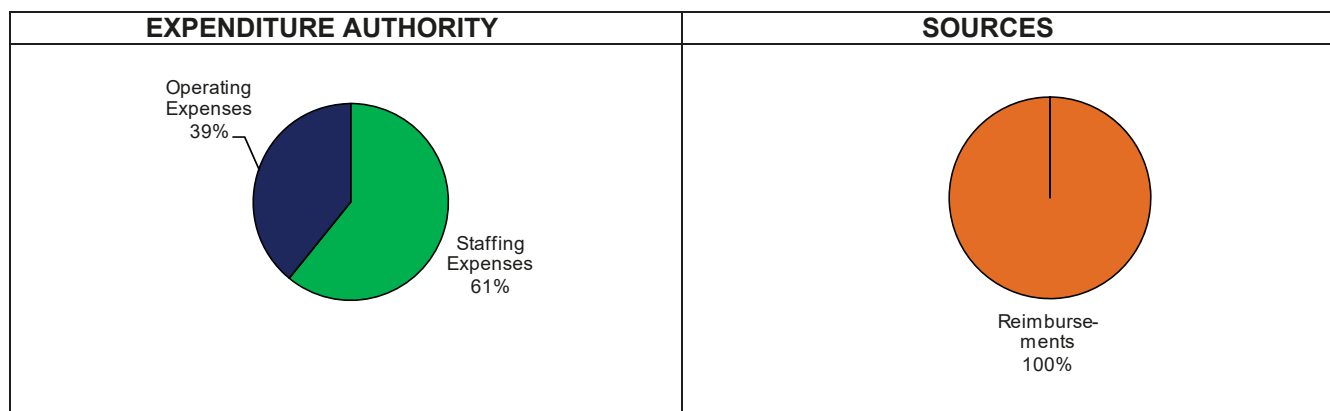 EXPENDITURE AUTHORITY
SOURCES
Operating
Expenses
39%
Staffing
Expenses
61%
Reimburse-
ments
100%